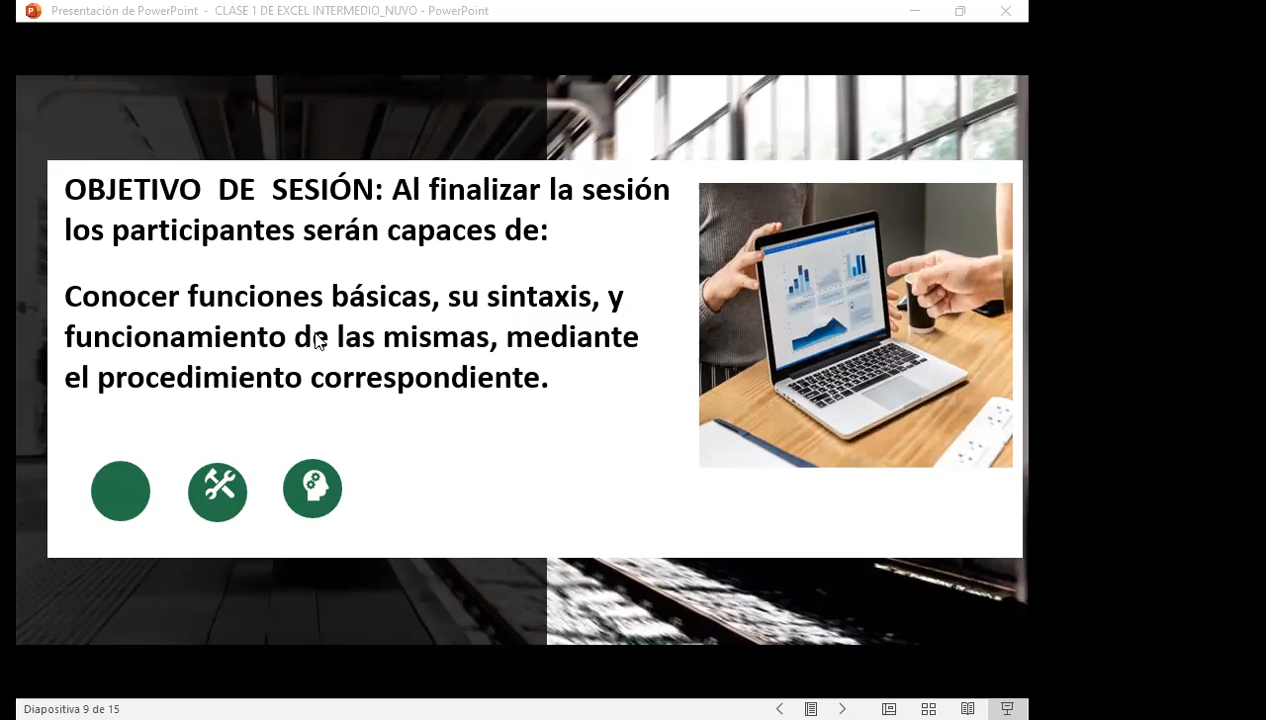 Presentación de PowerPoint - CLASE 1 DE EXCEL INTERMEDIO_NUVO - PowerPoint
OBJETIVO DE SESIÓN: Al finalizar la sesión
los participantes serán capaces de:
Conocer funciones básicas, su sintaxis, y
funcionamiento de las mismas, mediante
el procedimiento correspondiente.
Diapositiva 9 de 15